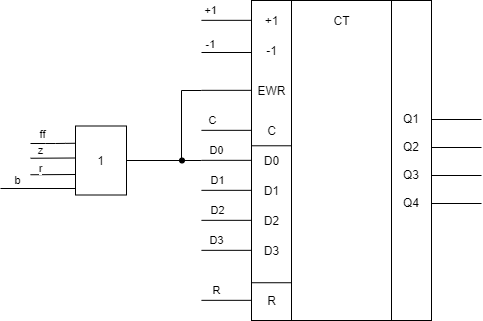 +1
+1
CT
-1
-1
EWR
C
C
Q1
ff
D0
Q2
z
1
D0
r
D1
Q3
b
D1
Q4
D2
D2
D3
D3
R
R